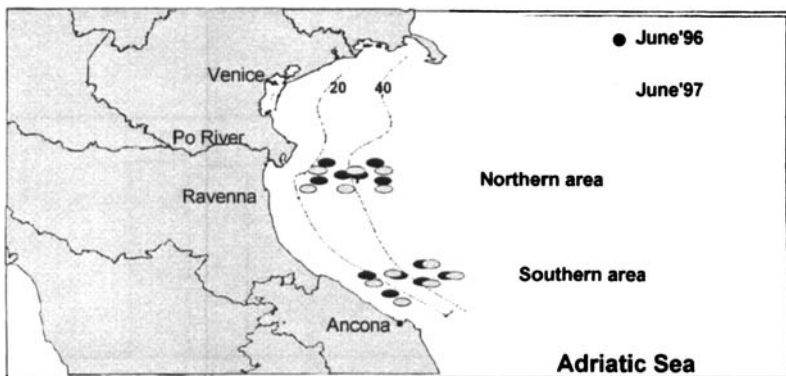 June'96
Venice
20 40
June'97
Po River
Northern area
Ravenna
Southern area
Ancona
Adriatic Sea